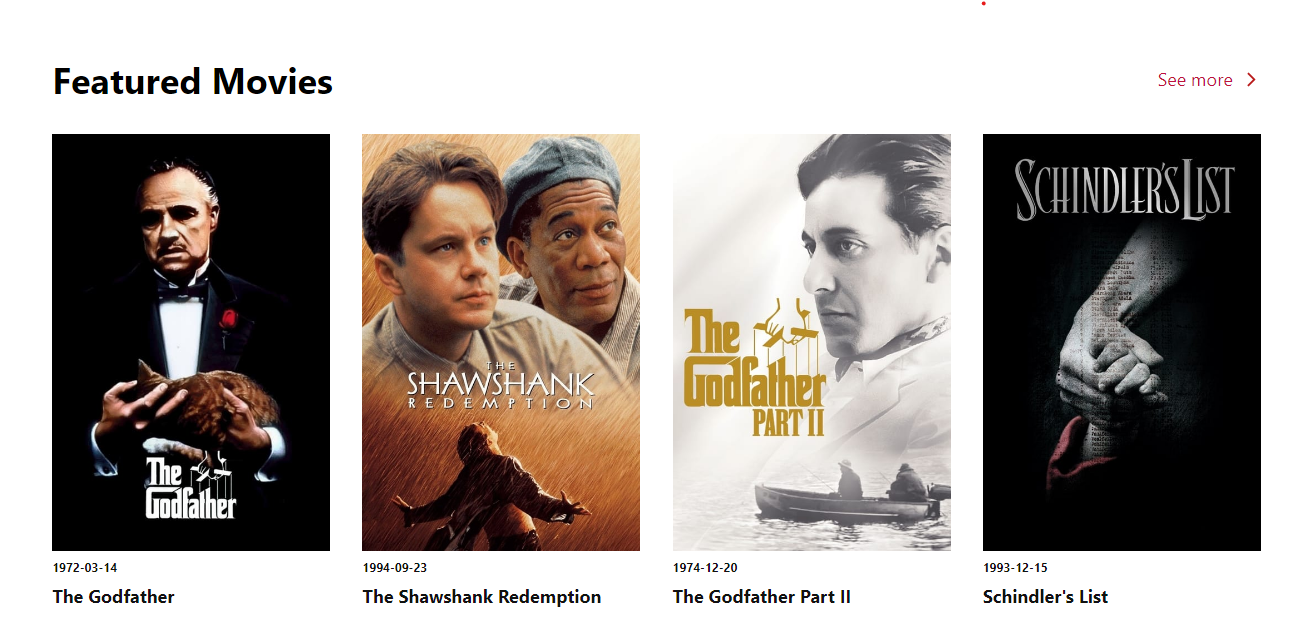 Featured Movies
See more
The
Godfather
1972-03-14
The Godfather
THE
SHAWSHANK
REDEMPTION
1994-09-23
The Shawshank Redemption
The
Godfather
PART II
1974-12-20
The Godfather Part II
SCHINDLER'S LIST
1993-12-15
Schindler's List